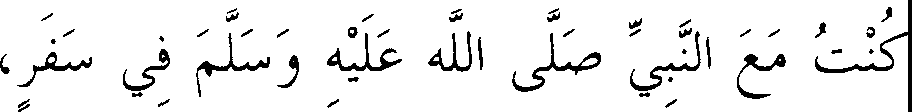 كُنْتُ مَعَ النَّبِيِّ صَلَّى اللَّه عَلَيْهِ وَسَلَّمَ فِي سَفَرٍ،